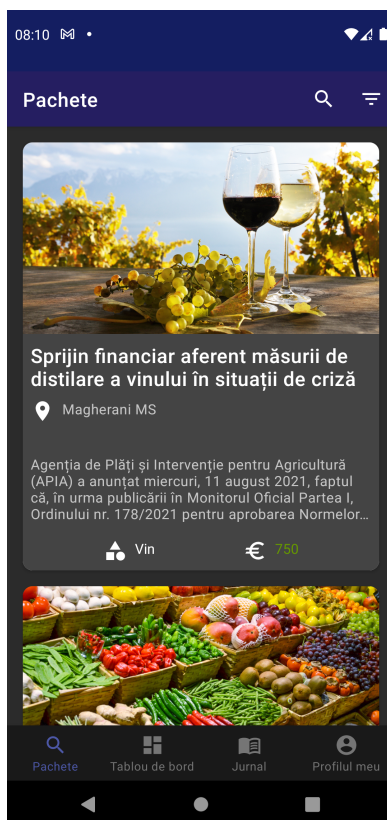 08:10
Pachete
Sprijin financiar aferent măsurii de
distilare a vinului în situații de criză
Magherani MS
Agenția de Plăți și Intervenție pentru Agricultură
(APIA) a anunțat miercuri, 11 august 2021, faptul
că, în urma publicării în Monitorul Oficial Partea I,
Ordinului nr. 178/2021 pentru aprobarea Normelor...
Vin
€ 750
Pachete
Tablou de bord
Jurnal
Profilul meu